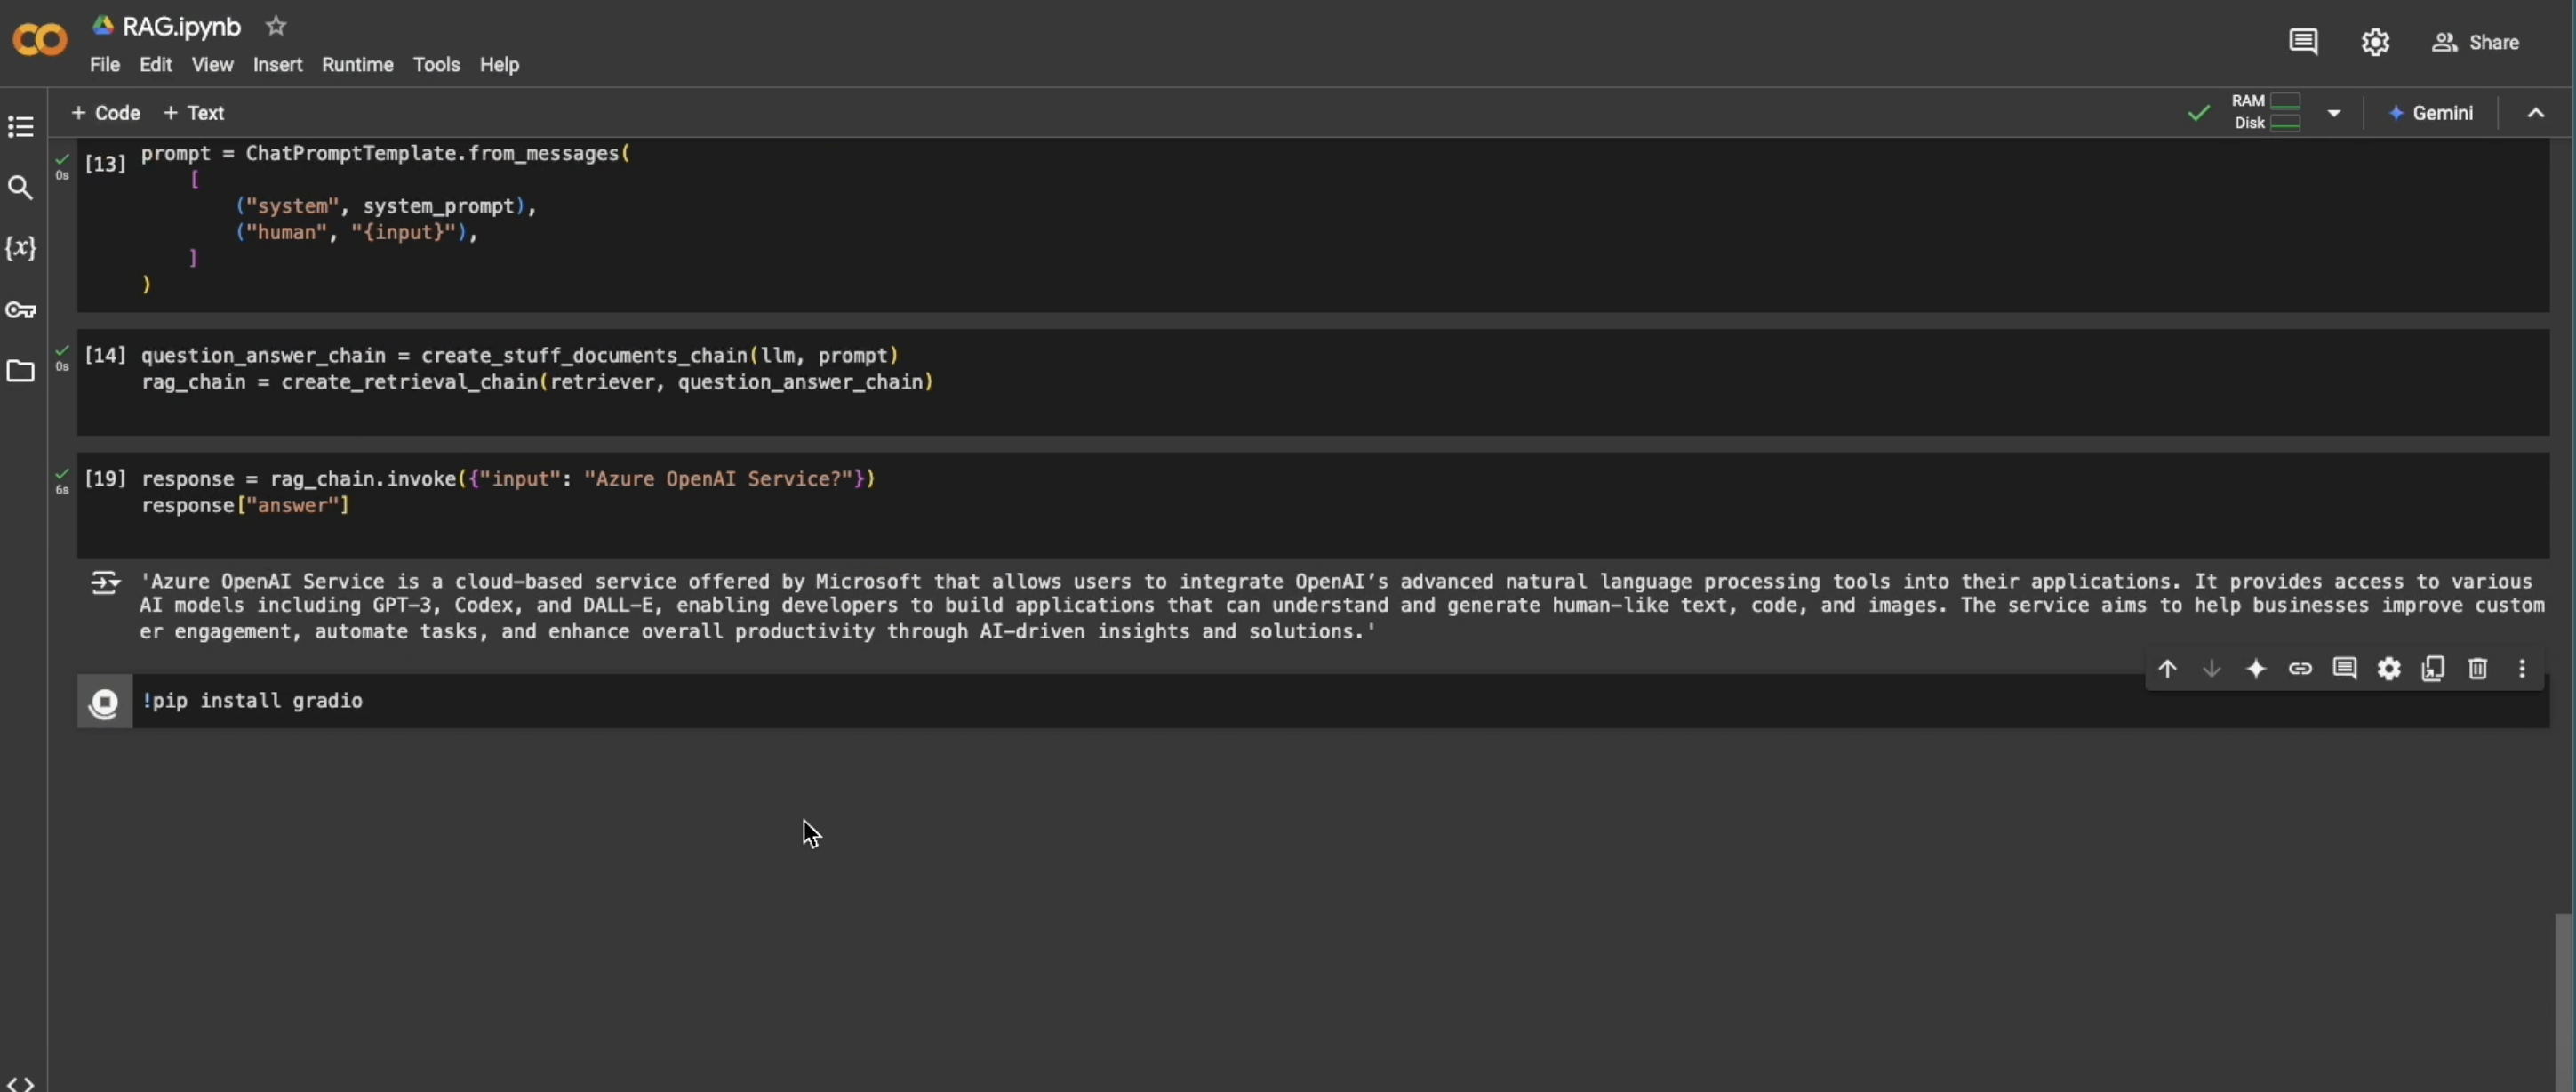 RAG.ipynb
File Edit View Insert Runtime Tools Help
Share
+ Code + Text
RAM
Disk
Gemini
[13] prompt = ChatPromptTemplate.from_messages(
0s
[
("system", system_prompt),
("human", "{input}"),
]
)
[14] question_answer_chain = create_stuff_documents_chain(llm, prompt)
0s
rag_chain = create_retrieval_chain(retriever, question_answer_chain)
[19] response = rag_chain.invoke({"input": "Azure OpenAI Service?"})
6s
response["answer"]
'Azure OpenAI Service is a cloud-based service offered by Microsoft that allows users to integrate OpenAI’s advanced natural language processing tools into their applications. It provides access to various
AI models including GPT-3, Codex, and DALL-E, enabling developers to build applications that can understand and generate human-like text, code, and images. The service aims to help businesses improve custom
er engagement, automate tasks, and enhance overall productivity through AI-driven insights and solutions.'
!pip install gradio